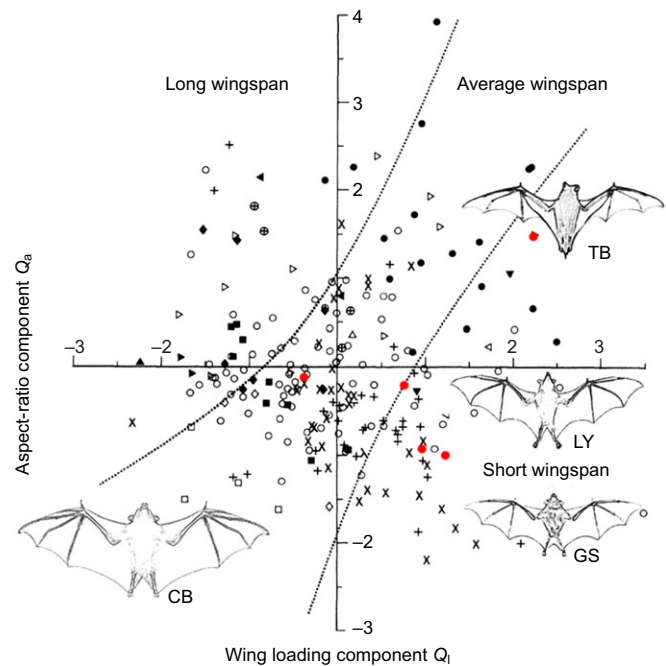 4
Long wingspan
Average wingspan
3
2
TB
Aspect-ratio component Qa
1
–3
–2
–1
1
2
3
LY
Short wingspan
GS
CB
–2
–3
Wing loading component Ql